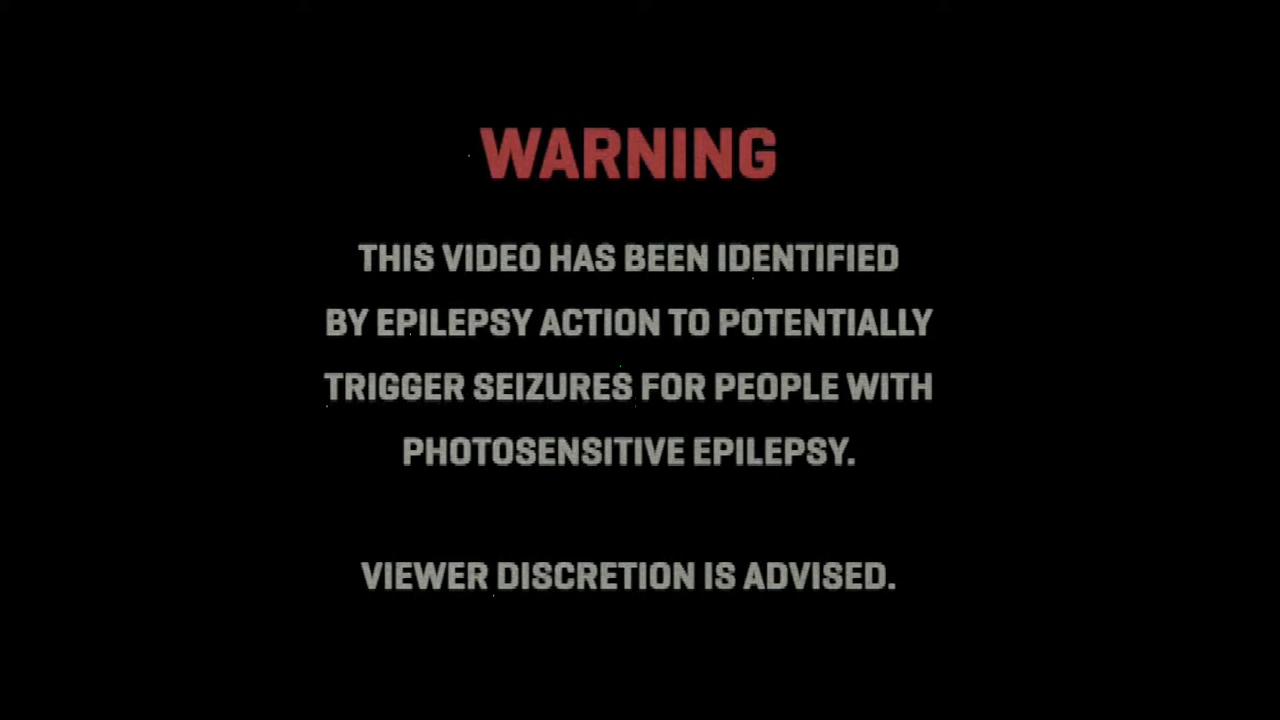 WARNING
THIS VIDEO HAS BEEN IDENTIFIED
BY EPILEPSY ACTION TO POTENTIALLY
TRIGGER SEIZURES FOR PEOPLE WITH
PHOTOSENSITIVE EPILEPSY.
VIEWER DISCRETION IS ADVISED.